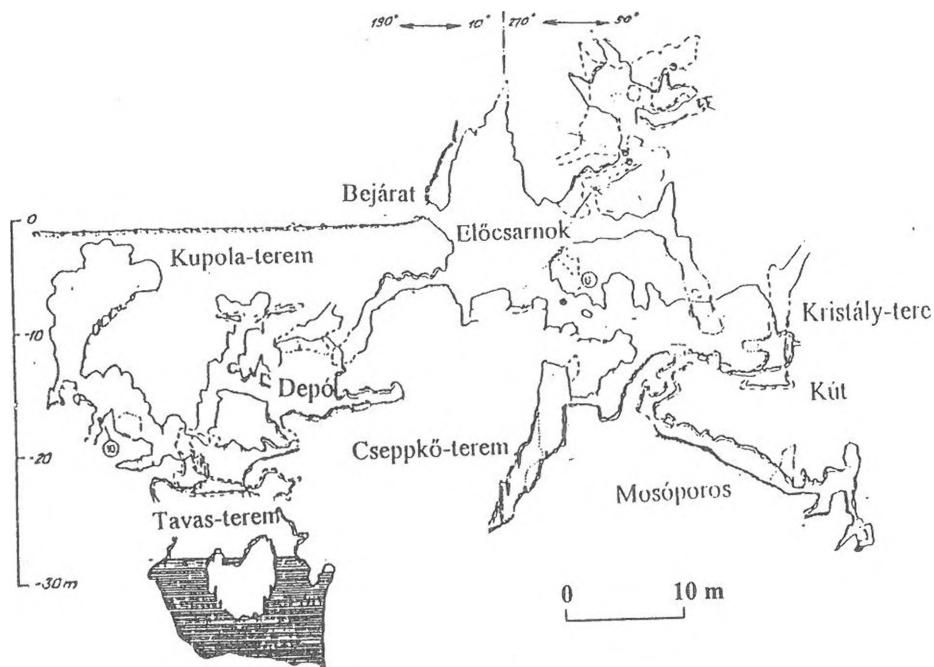 190° 10° 270° 90°
Bejárat
0
Előcsarnok
Kupola-terem
-10
Kristály-tere
Depó
Kút
Cseppkő-terem
-20
Mosóporos
Tavas-terem
-30m
0 10 m
10